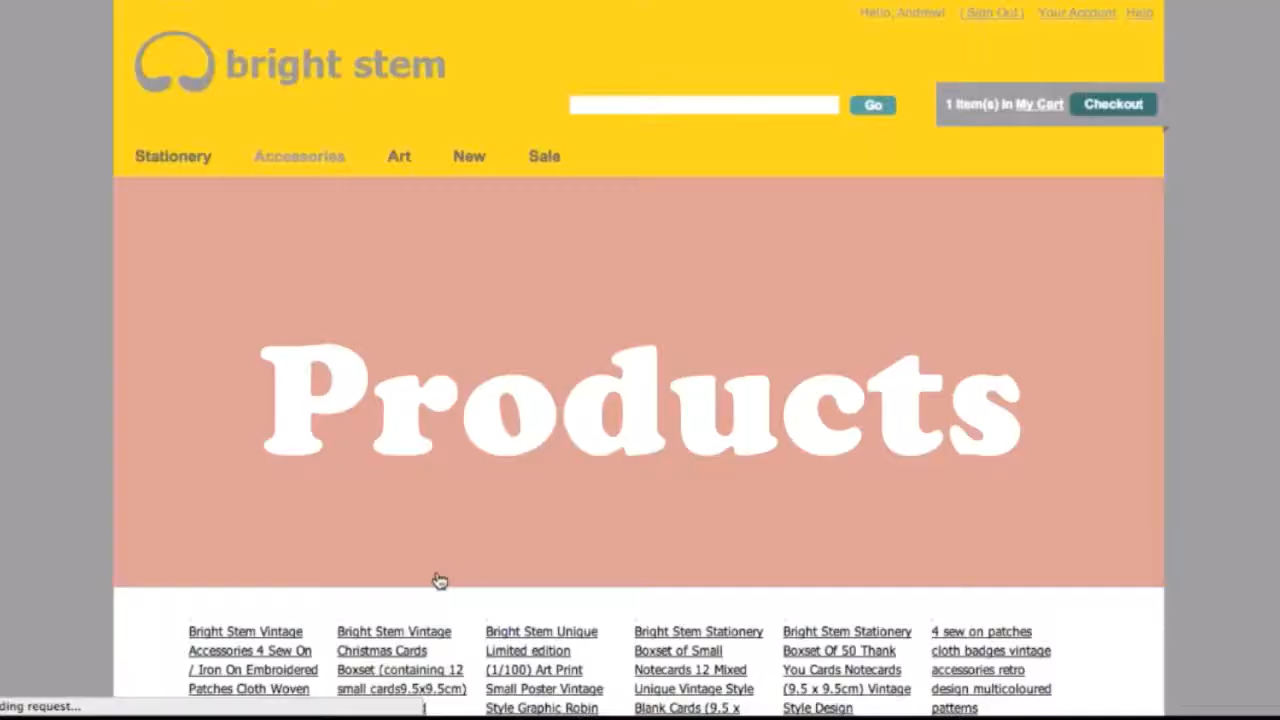 Hello, Andrew! ( Sign Out ) Your Account Help
bright stem
Go
1 item(s) in My Cart Checkout
Stationery Accessories Art New Sale
Products
Bright Stem Vintage
Accessories 4 Sew On
/ Iron On Embroidered
Patches Cloth Woven
Bright Stem Vintage
Christmas Cards
Boxset (containing 12
small cards9.5x9.5cm)
Bright Stem Unique
Limited edition
(1/100) Art Print
Small Poster Vintage
Style Graphic Robin
Bright Stem Stationery
Boxset of Small
Notecards 12 Mixed
Unique Vintage Style
Blank Cards (9.5 x
Bright Stem Stationery
Boxset Of 50 Thank
You Cards Notecards
(9.5 x 9.5cm) Vintage
Style Design
4 sew on patches
cloth badges vintage
accessories retro
design multicoloured
patterns
ding request...